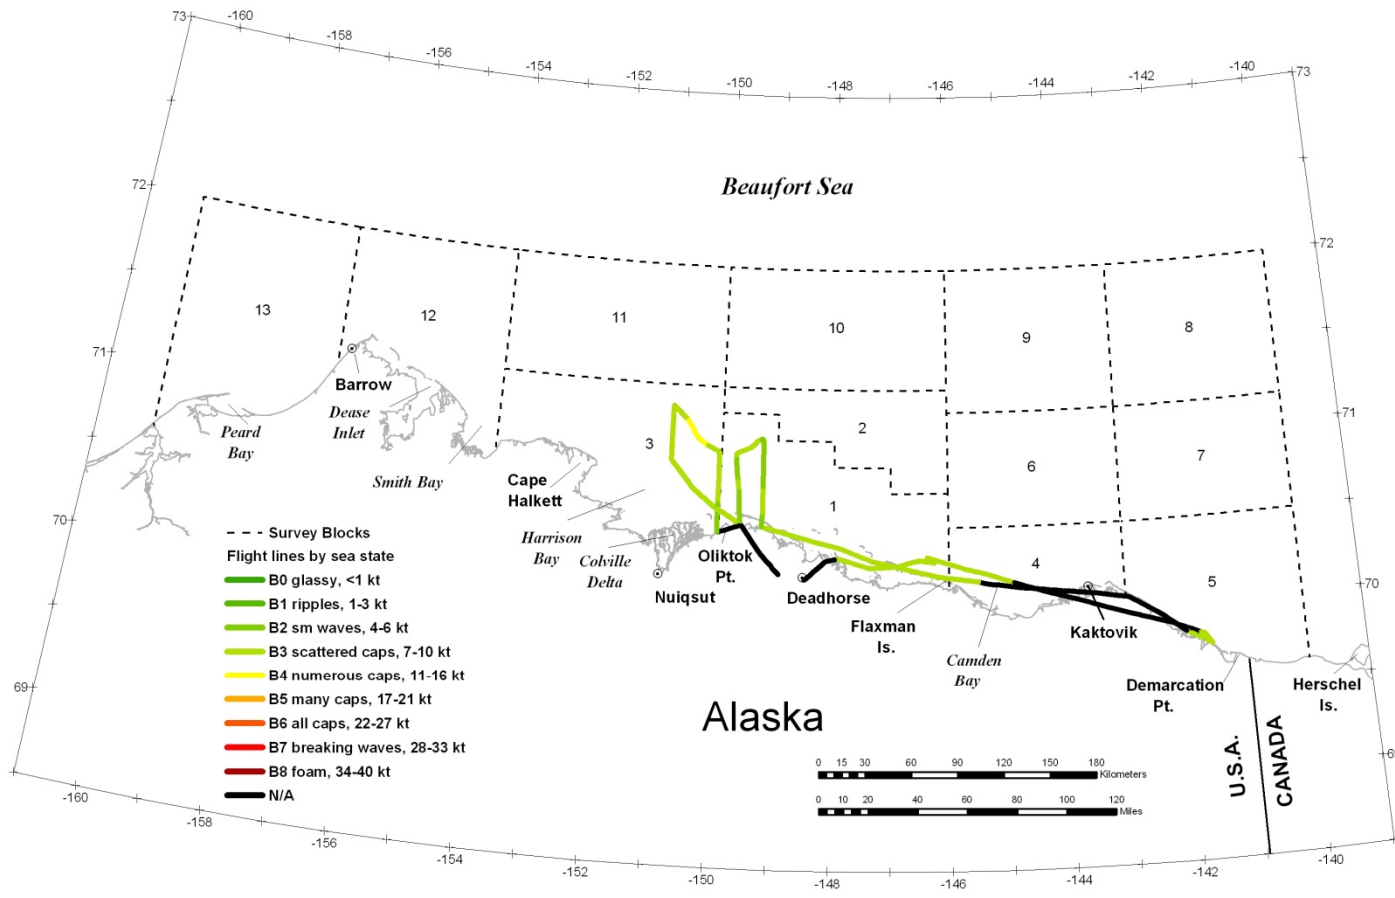 73
-160
-158
-156
-154
-152
-150
-148
-146
-144
-142
-140
73
72
Beaufort Sea
72
13
12
11
10
9
8
71
Barrow
Dease
Inlet
Peard
Bay
Smith Bay
3
2
1
6
7
71
Cape
Halkett
Harrison
Bay
Colville
Delta
Nuiqsut
Oliktok
Pt.
Deadhorse
Flaxman
Is.
Camden
Bay
4
Kaktovik
5
70
70
Demarcation
Pt.
Herschel
Is.
Survey Blocks
Flight lines by sea state
B0 glassy, <1 kt
B1 ripples, 1-3 kt
B2 sm waves, 4-6 kt
B3 scattered caps, 7-10 kt
B4 numerous caps, 11-16 kt
B5 many caps, 17-21 kt
B6 all caps, 22-27 kt
B7 breaking waves, 28-33 kt
B8 foam, 34-40 kt
N/A
69
Alaska
U.S.A.
CANADA
0 15 30 60 90 120 150 180
Kilometers
0 10 20 40 60 80 100 120
Miles
-160
-158
-156
-154
-152
-150
-148
-146
-144
-142
-140